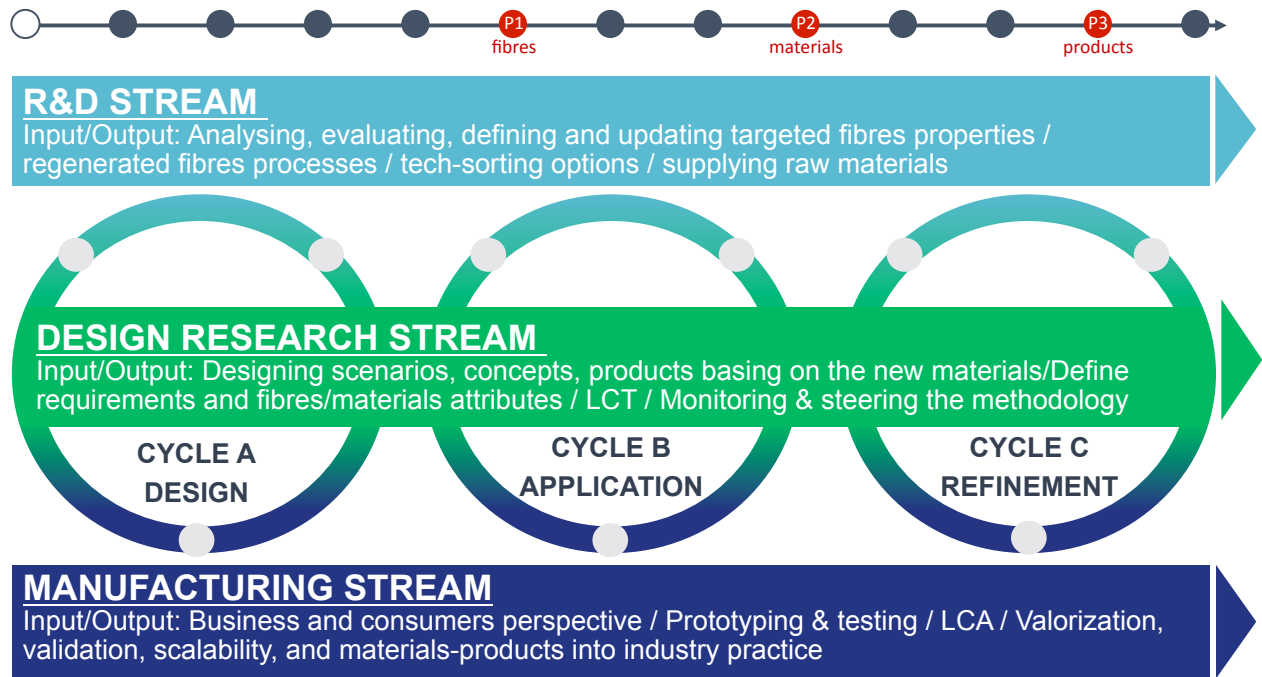 P1
fibres
P2
materials
P3
products
R&D STREAM
Input/Output: Analysing, evaluating, defining and updating targeted fibres properties /
regenerated fibres processes / tech-sorting options / supplying raw materials
DESIGN RESEARCH STREAM
Input/Output: Designing scenarios, concepts, products basing on the new materials/Define
requirements and fibres/materials attributes / LCT / Monitoring & steering the methodology
CYCLE A
DESIGN
CYCLE B
APPLICATION
CYCLE C
REFINEMENT
MANUFACTURING STREAM
Input/Output: Business and consumers perspective / Prototyping & testing / LCA / Valorization,
validation, scalability, and materials-products into industry practice